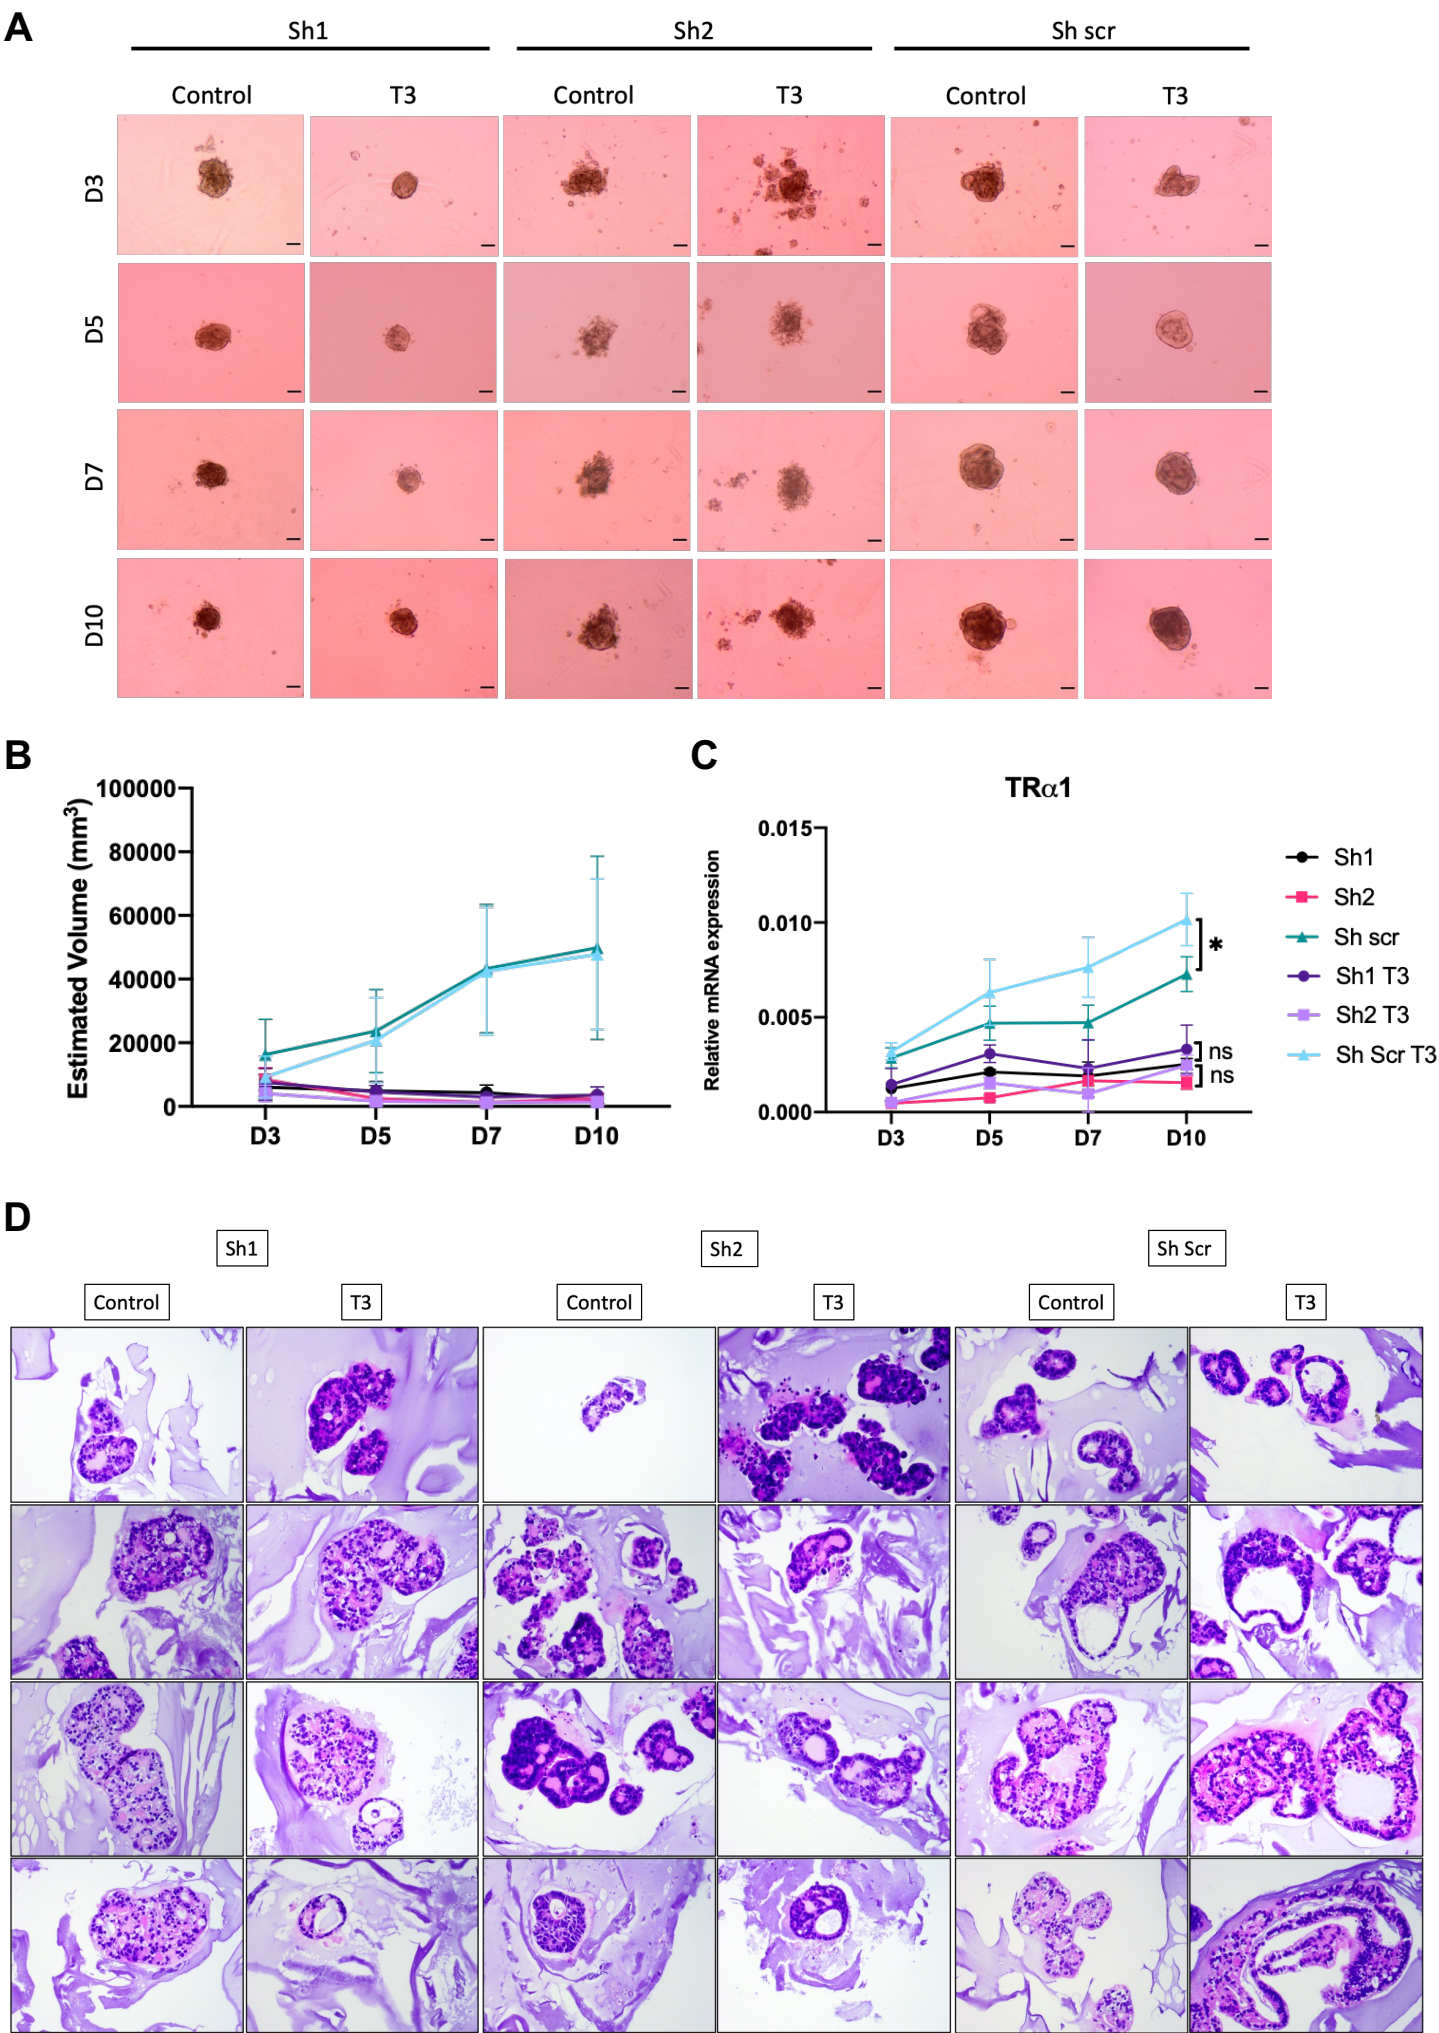 A
Sh1 Sh2 Sh scr
Control T3 Control T3 Control T3
D3
D5
D7
D10
B
Estimated Volume (mm³)
100000
80000
60000
40000
20000
0
D3 D5 D7 D10
C
TRα1
Relative mRNA expression
0.015
0.010
0.005
0.000
D3 D5 D7 D10
*
ns
ns
Sh1
Sh2
Sh scr
Sh1 T3
Sh2 T3
Sh Scr T3
D
Sh1 Sh2 Sh Scr
Control T3 Control T3 Control T3